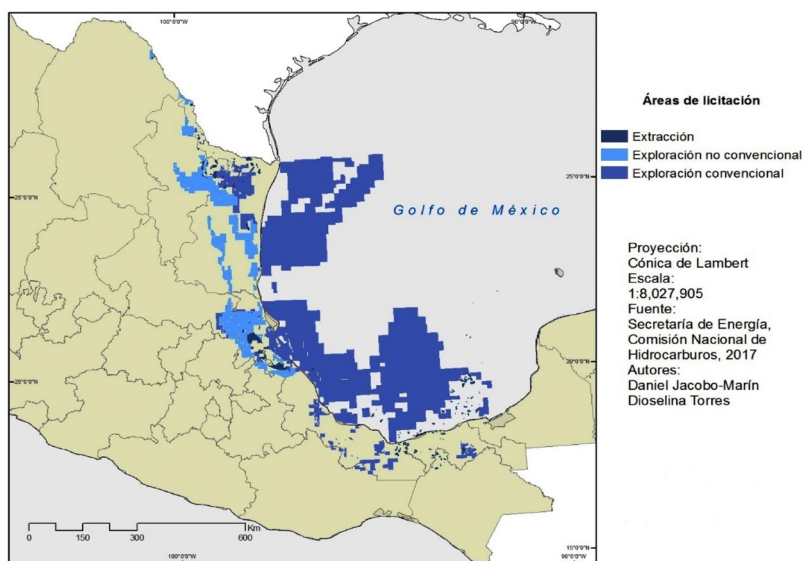 100°0'0"W
90°0'0"W
25°0'0"N
25°0'0"N
Golfo de México
20°0'0"N
20°0'0"N
15°0'0"N
100°0'0"W
90°0'0"W
Km
0 150 300 600
Áreas de licitación
Extracción
Exploración no convencional
Exploración convencional
Proyección:
Cónica de Lambert
Escala:
1:8,027,905
Fuente:
Secretaría de Energía,
Comisión Nacional de
Hidrocarburos, 2017
Autores:
Daniel Jacobo-Marín
Dioselina Torres